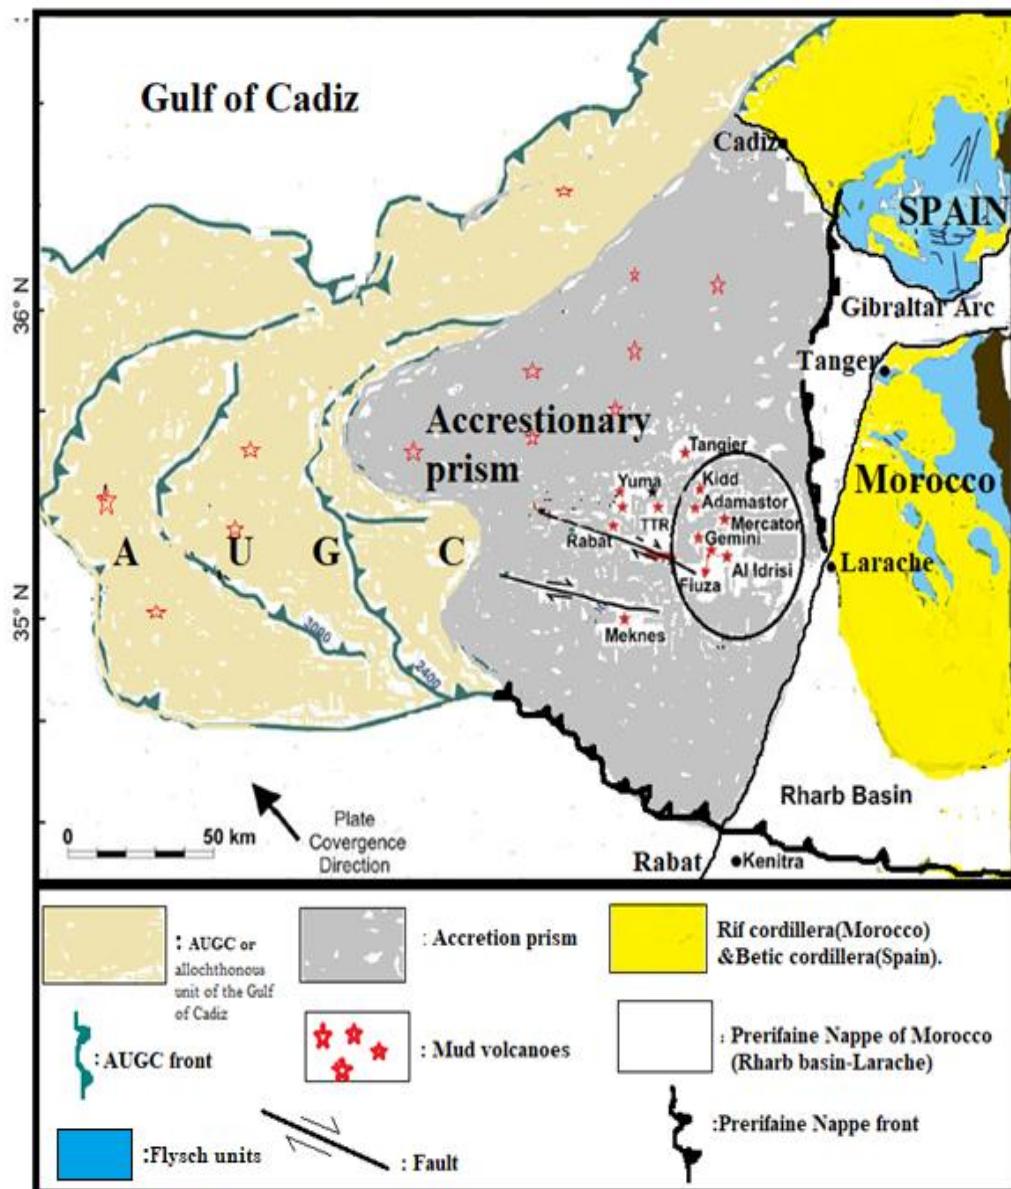 Gulf of Cadiz
Cadiz
SPAIN
36° N
Gibraltar Arc
Tanger
Accrestionary
prism
Tangier
Morocco
Yuma
Kidd
Adamastor
TTR
Mercator
Rabat
Gemini
A U G C
Al Idrisi
Larache
Fiuza
35° N
3000
Meknes
2400
Rharb Basin
0 50 km
Plate
Covergence
Direction
Rabat
Kenitra
: AUGC or
allochthonous
unit of the Gulf
of Cadiz
: Accretion prism
Rif cordillera(Morocco)
&Betic cordillera(Spain).
: AUGC front
: Mud volcanoes
: Prerifaine Nappe of Morocco
(Rharb basin-Larache)
:Flysch units
: Fault
:Prerifaine Nappe front